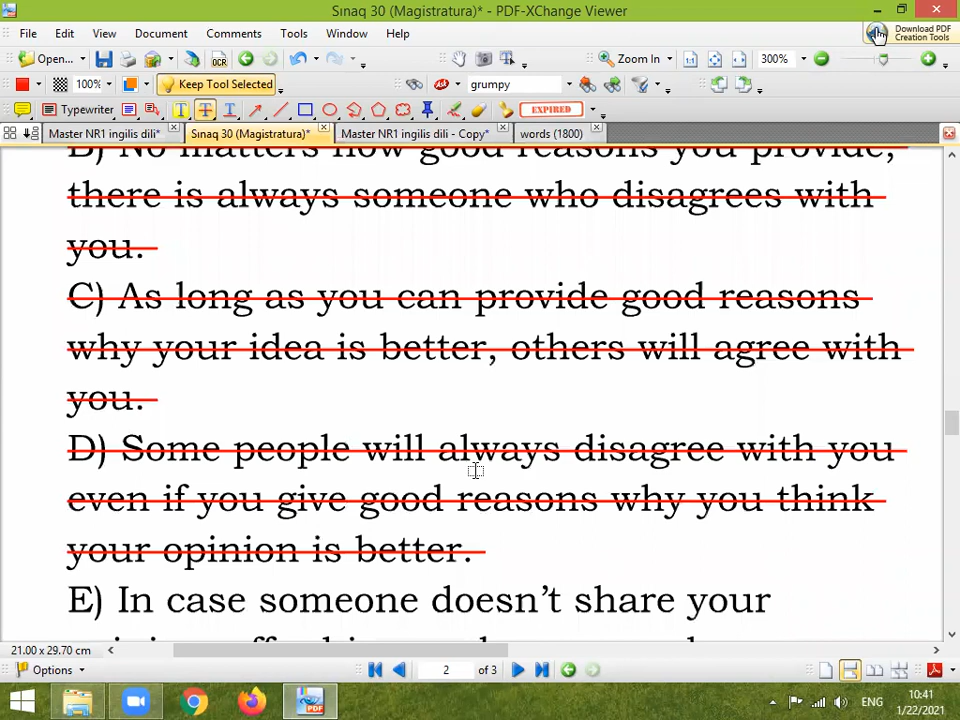 Sınaq 30 (Magistratura)* - PDF-XChange Viewer
File Edit View Document Comments Tools Window Help
Download PDF
Creation Tools
Open... OCR Zoom In 300%
100% Keep Tool Selected grumpy
Typewriter EXPIRED
Master NR1 ingilis dili* Sınaq 30 (Magistratura)* Master NR1 ingilis dili - Copy* words (1800)
B) No matters how good reasons you provide,
there is always someone who disagrees with
you.
C) As long as you can provide good reasons
why your idea is better, others will agree with
you.
D) Some people will always disagree with you
even if you give good reasons why you think
your opinion is better.
E) In case someone doesn't share your
21.00 x 29.70 cm
Options 2 of 3
ENG
10:41
1/22/2021